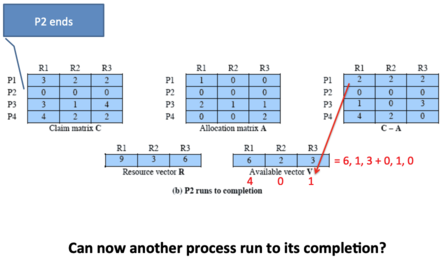 P2 ends
R1 R2 R3
P1 3 2 2
P2 0 0 0
P3 3 1 4
P4 4 2 2
Claim matrix C
R1 R2 R3
P1 1 0 0
P2 0 0 0
P3 2 1 1
P4 0 0 2
Allocation matrix A
R1 R2 R3
P1 2 2 2
P2 0 0 0
P3 1 0 3
P4 4 2 0
C – A
R1 R2 R3
9 3 6
Resource vector R
R1 R2 R3
6 2 3
Available vector V
= 6, 1, 3 + 0, 1, 0
4 0 1
(b) P2 runs to completion
Can now another process run to its completion?